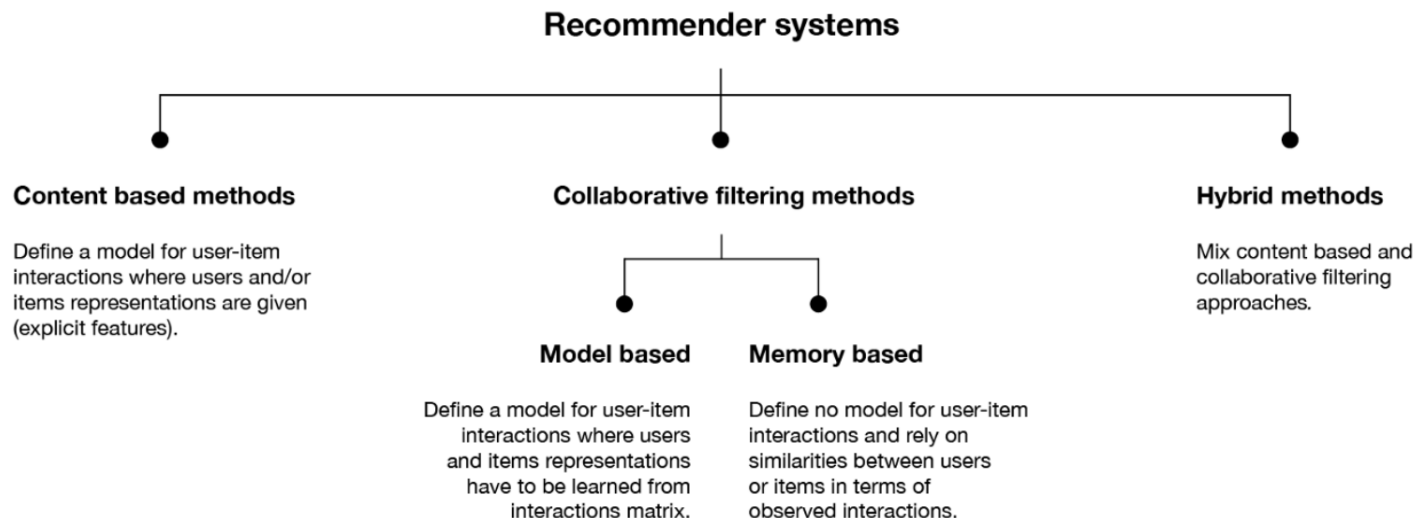 Recommender systems
Content based methods
Define a model for user-item
interactions where users and/or
items representations are given
(explicit features).
Collaborative filtering methods
Model based
Define a model for user-item
interactions where users
and items representations
have to be learned from
interactions matrix.
Memory based
Define no model for user-item
interactions and rely on
similarities between users
or items in terms of
observed interactions.
Hybrid methods
Mix content based and
collaborative filtering
approaches.